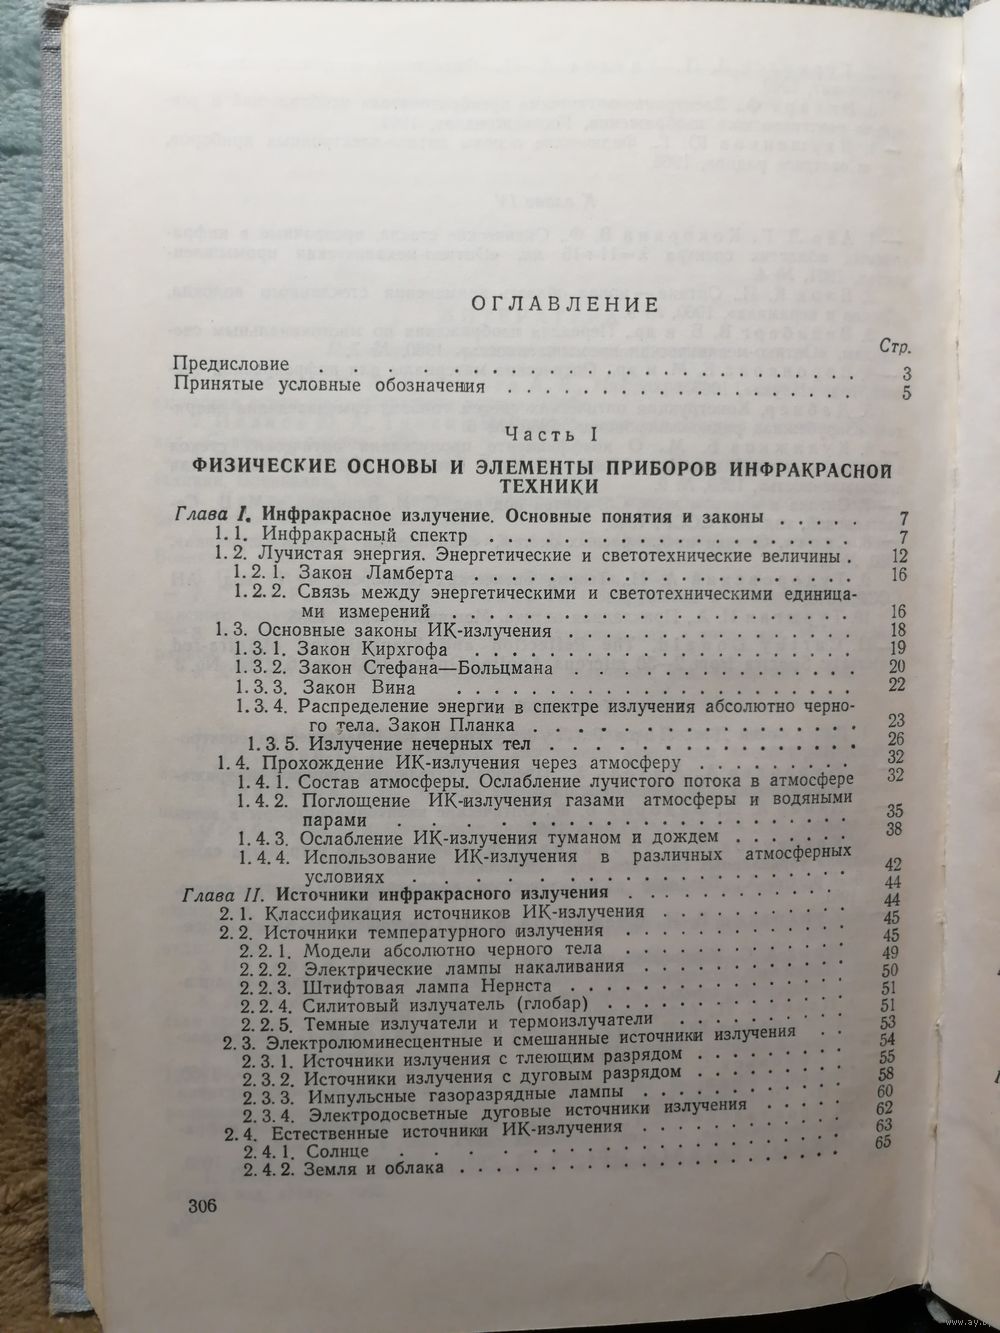 ОГЛАВЛЕНИЕ
Стр.
Предисловие . . . . . . . . . . . . . . . . . . . . 3
Принятые условные обозначения . . . . . . . . . . . . . . . . 5
Часть I
ФИЗИЧЕСКИЕ ОСНОВЫ И ЭЛЕМЕНТЫ ПРИБОРОВ ИНФРАКРАСНОЙ
ТЕХНИКИ
Глава I. Инфракрасное излучение. Основные понятия и законы . . . . . 7
1.1. Инфракрасный спектр . . . . . . . . . . . . . . . . 7
1.2. Лучистая энергия. Энергетические и светотехнические величины . 12
1.2.1. Закон Ламберта . . . . . . . . . . . . . . . . 16
1.2.2. Связь между энергетическими и светотехническими едини­ца-
ми измерений . . . . . . . . . . . . . . . . . 16
1.3. Основные законы ИК-излучения . . . . . . . . . . . . . 18
1.3.1. Закон Кирхгофа . . . . . . . . . . . . . . . . 19
1.3.2. Закон Стефана—Больцмана . . . . . . . . . . . . 20
1.3.3. Закон Вина . . . . . . . . . . . . . . . . . 22
1.3.4. Распределение энергии в спектре излучения абсолютно черно-
го тела. Закон Планка . . . . . . . . . . . . . . 23
1.3.5. Излучение нечерных тел . . . . . . . . . . . . . 26
1.4. Прохождение ИК-излучения через атмосферу . . . . . . . . 32
1.4.1. Состав атмосферы. Ослабление лучистого потока в атмосфере 32
1.4.2. Поглощение ИК-излучения газами атмосферы и водяными
парами . . . . . . . . . . . . . . . . . . . 35
1.4.3. Ослабление ИК-излучения туманом и дождем . . . . . . . 38
1.4.4. Использование ИК-излучения в различных атмосферных
условиях . . . . . . . . . . . . . . . . . . . 42
Глава II. Источники инфракрасного излучения . . . . . . . . . . 44
2.1. Классификация источников ИК-излучения . . . . . . . . . 44
2.2. Источники температурного излучения . . . . . . . . . . . 45
2.2.1. Модели абсолютно черного тела . . . . . . . . . . . 45
2.2.2. Электрические лампы накаливания . . . . . . . . . . 49
2.2.3. Штифтовая лампа Нернста . . . . . . . . . . . . . 50
2.2.4. Силитовый излучатель (глобар) . . . . . . . . . . . 51
2.2.5. Темные излучатели и термоизлучатели . . . . . . . . 51
2.3. Электролюминесцентные и смешанные источники излучения . . 53
2.3.1. Источники излучения с тлеющим разрядом . . . . . . . 54
2.3.2. Источники излучения с дуговым разрядом . . . . . . . 55
2.3.3. Импульсные газоразрядные лампы . . . . . . . . . . 58
2.3.4. Электродосветные дуговые источники излучения . . . . . 60
2.4. Естественные источники ИК-излучения . . . . . . . . . . 62
2.4.1. Солнце . . . . . . . . . . . . . . . . . . . 63
2.4.2. Земля и облака . . . . . . . . . . . . . . . . . 65
306
www.ay.by